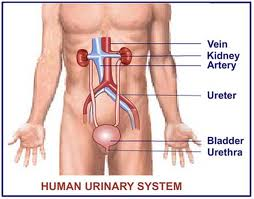 Vein
Kidney
Artery
Ureter
Bladder
Urethra
HUMAN URINARY SYSTEM